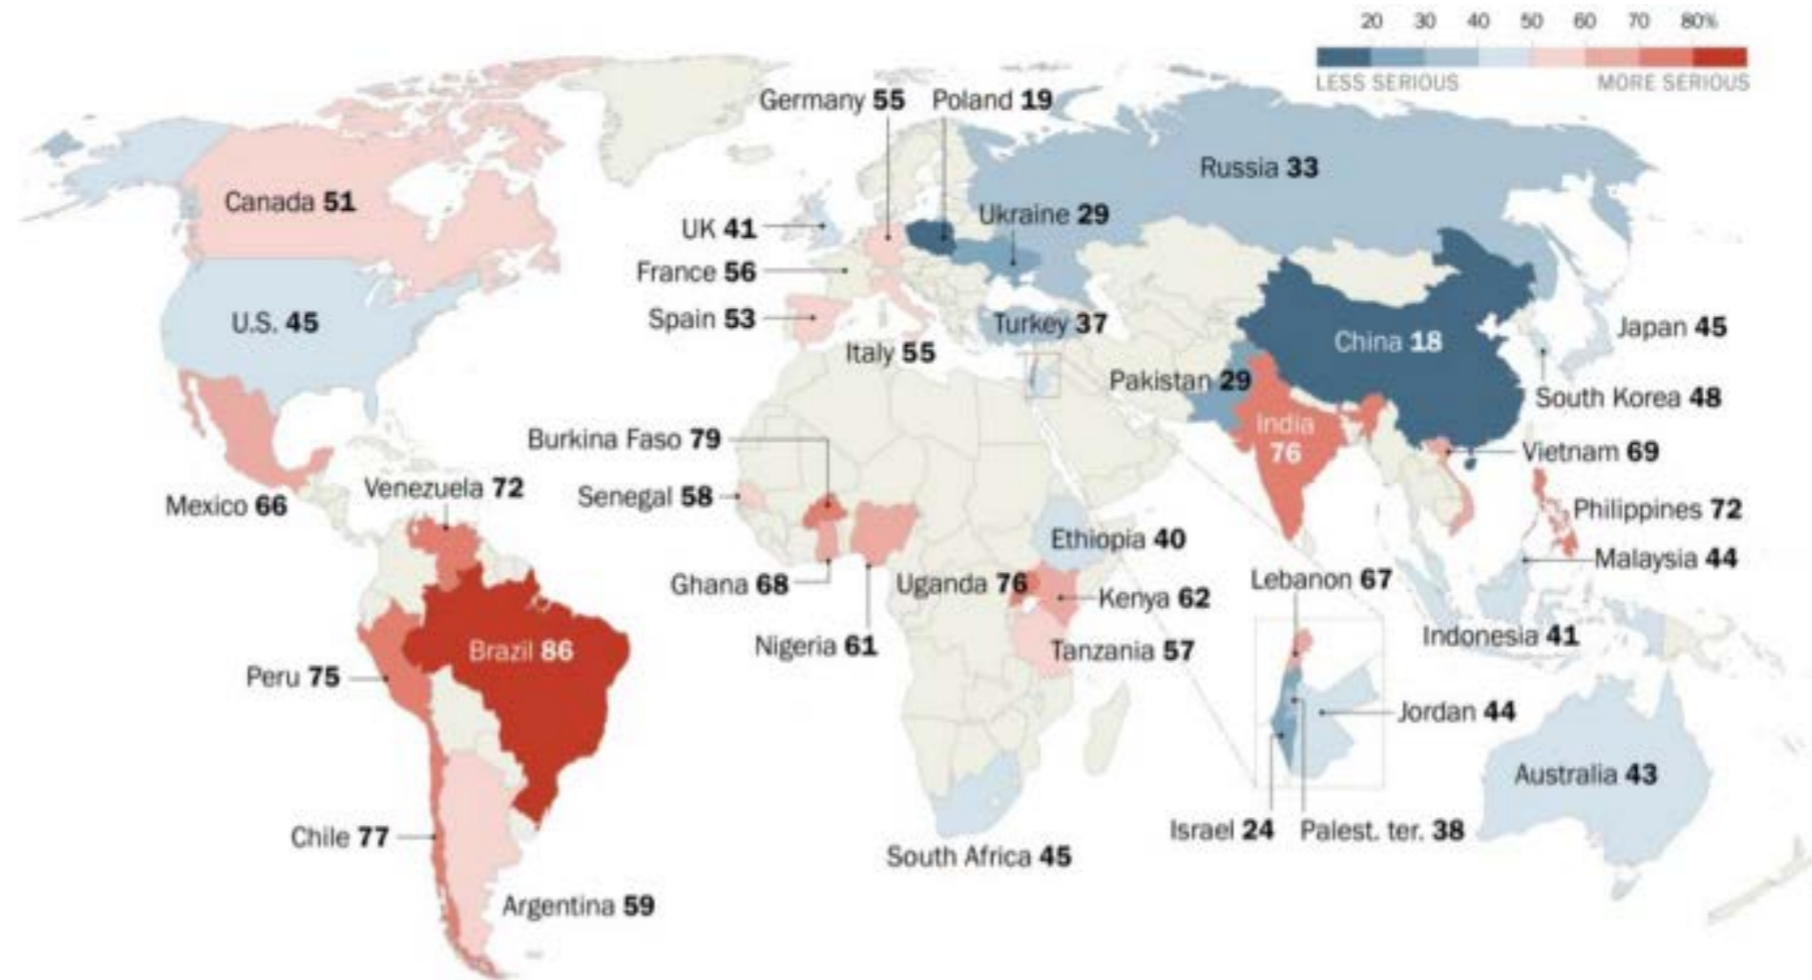 20 30 40 50 60 70 80%
LESS SERIOUS MORE SERIOUS
Germany 55 Poland 19
Russia 33
Canada 51
Ukraine 29
UK 41
France 56
Spain 53
U.S. 45
Turkey 37
Japan 45
China 18
Italy 55
Pakistan 29
South Korea 48
India
76
Burkina Faso 79
Vietnam 69
Venezuela 72
Senegal 58
Mexico 66
Philippines 72
Ethiopia 40
Malaysia 44
Ghana 68
Uganda 76
Lebanon 67
Kenya 62
Indonesia 41
Nigeria 61
Brazil 86
Tanzania 57
Peru 75
Jordan 44
Australia 43
Israel 24 Palest. ter. 38
Chile 77
South Africa 45
Argentina 59